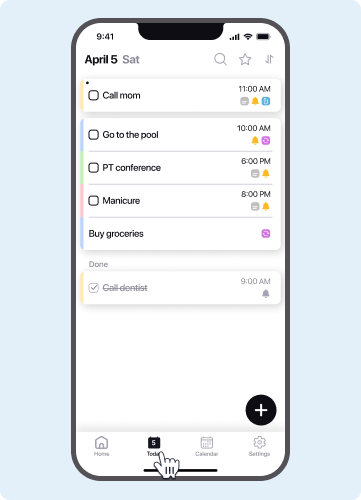 9:41
April 5 Sat
11:00 AM
Call mom
10:00 AM
Go to the pool
6:00 PM
PT conference
8:00 PM
Manicure
Buy groceries
Done
9:00 AM
Call dentist
5
Home
Calendar
Settings